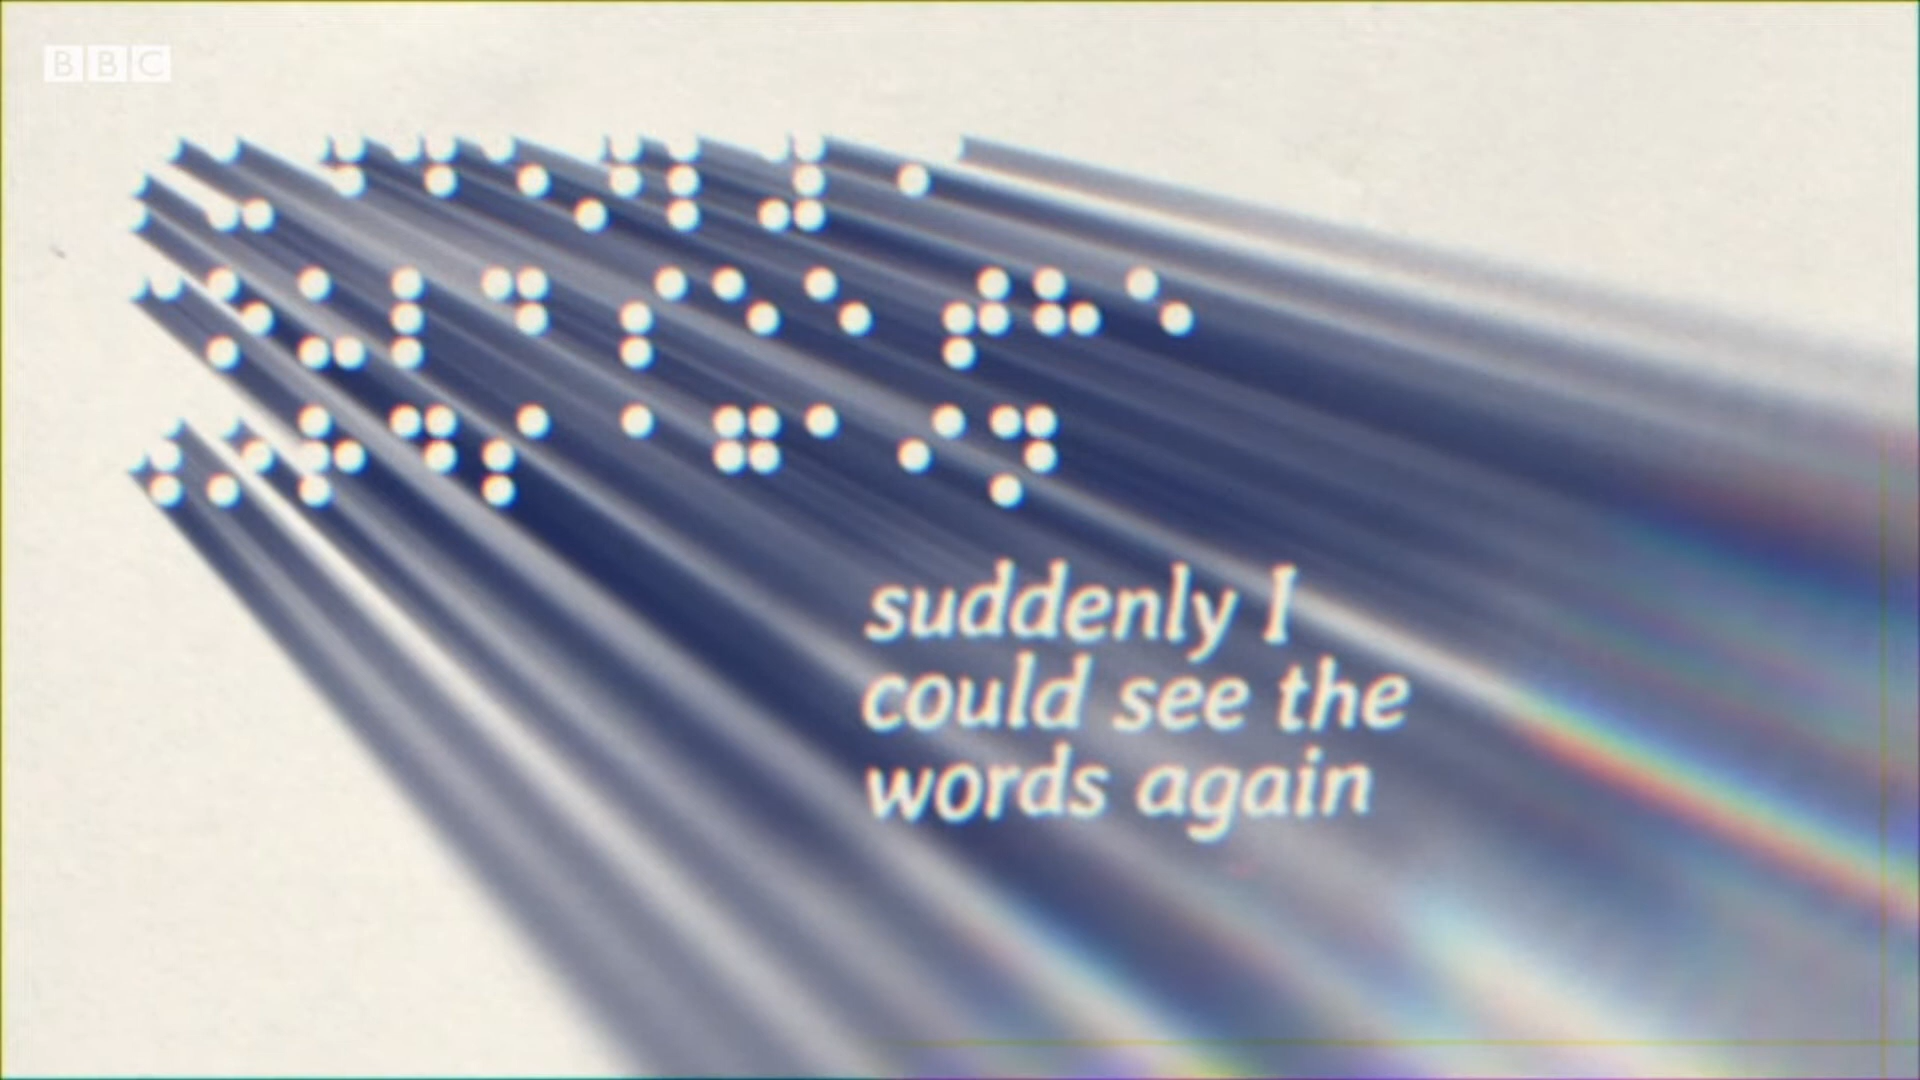 BBC
⠎⠥⠙⠙⠑⠝⠇⠽ ⠊
⠉⠕⠥⠇⠙ ⠎⠑⠑ ⠞⠓⠑
⠺⠕⠗⠙⠎ ⠁⠛⠁⠊⠝
suddenly I
could see the
words again